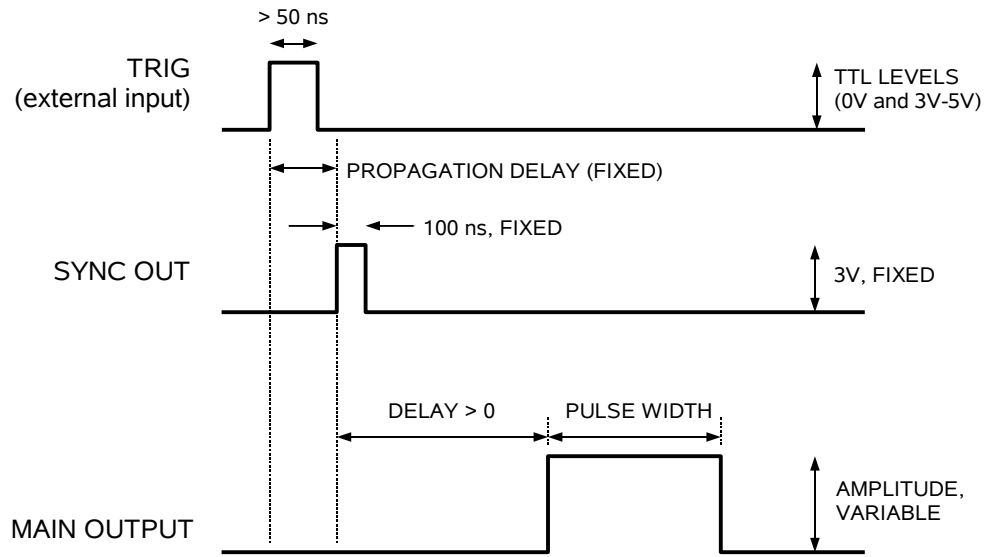 > 50 ns
TRIG
(external input)
TTL LEVELS
(0V and 3V-5V)
PROPAGATION DELAY (FIXED)
100 ns, FIXED
SYNC OUT
3V, FIXED
DELAY > 0
PULSE WIDTH
AMPLITUDE,
VARIABLE
MAIN OUTPUT